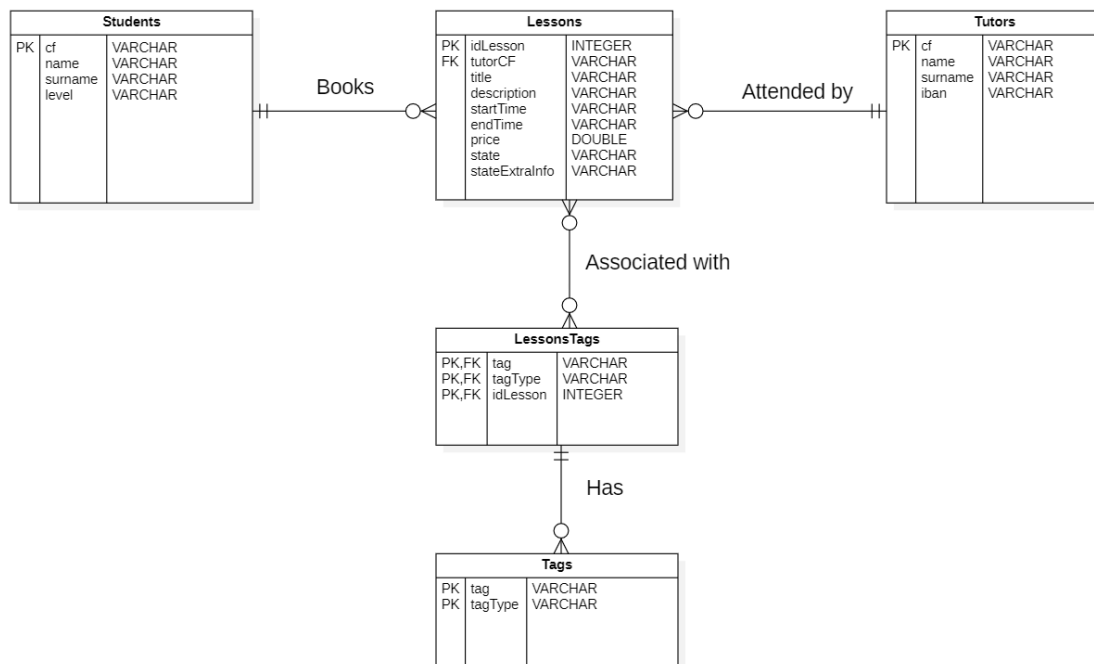 Students
PK cf VARCHAR
name VARCHAR
surname VARCHAR
level VARCHAR
Books
Lessons
PK idLesson INTEGER
FK tutorCF VARCHAR
title VARCHAR
description VARCHAR
startTime VARCHAR
endTime VARCHAR
price DOUBLE
state VARCHAR
stateExtraInfo VARCHAR
Attended by
Tutors
PK cf VARCHAR
name VARCHAR
surname VARCHAR
iban VARCHAR
Associated with
LessonsTags
PK,FK tag VARCHAR
PK,FK tagType VARCHAR
PK,FK idLesson INTEGER
Has
Tags
PK tag VARCHAR
PK tagType VARCHAR